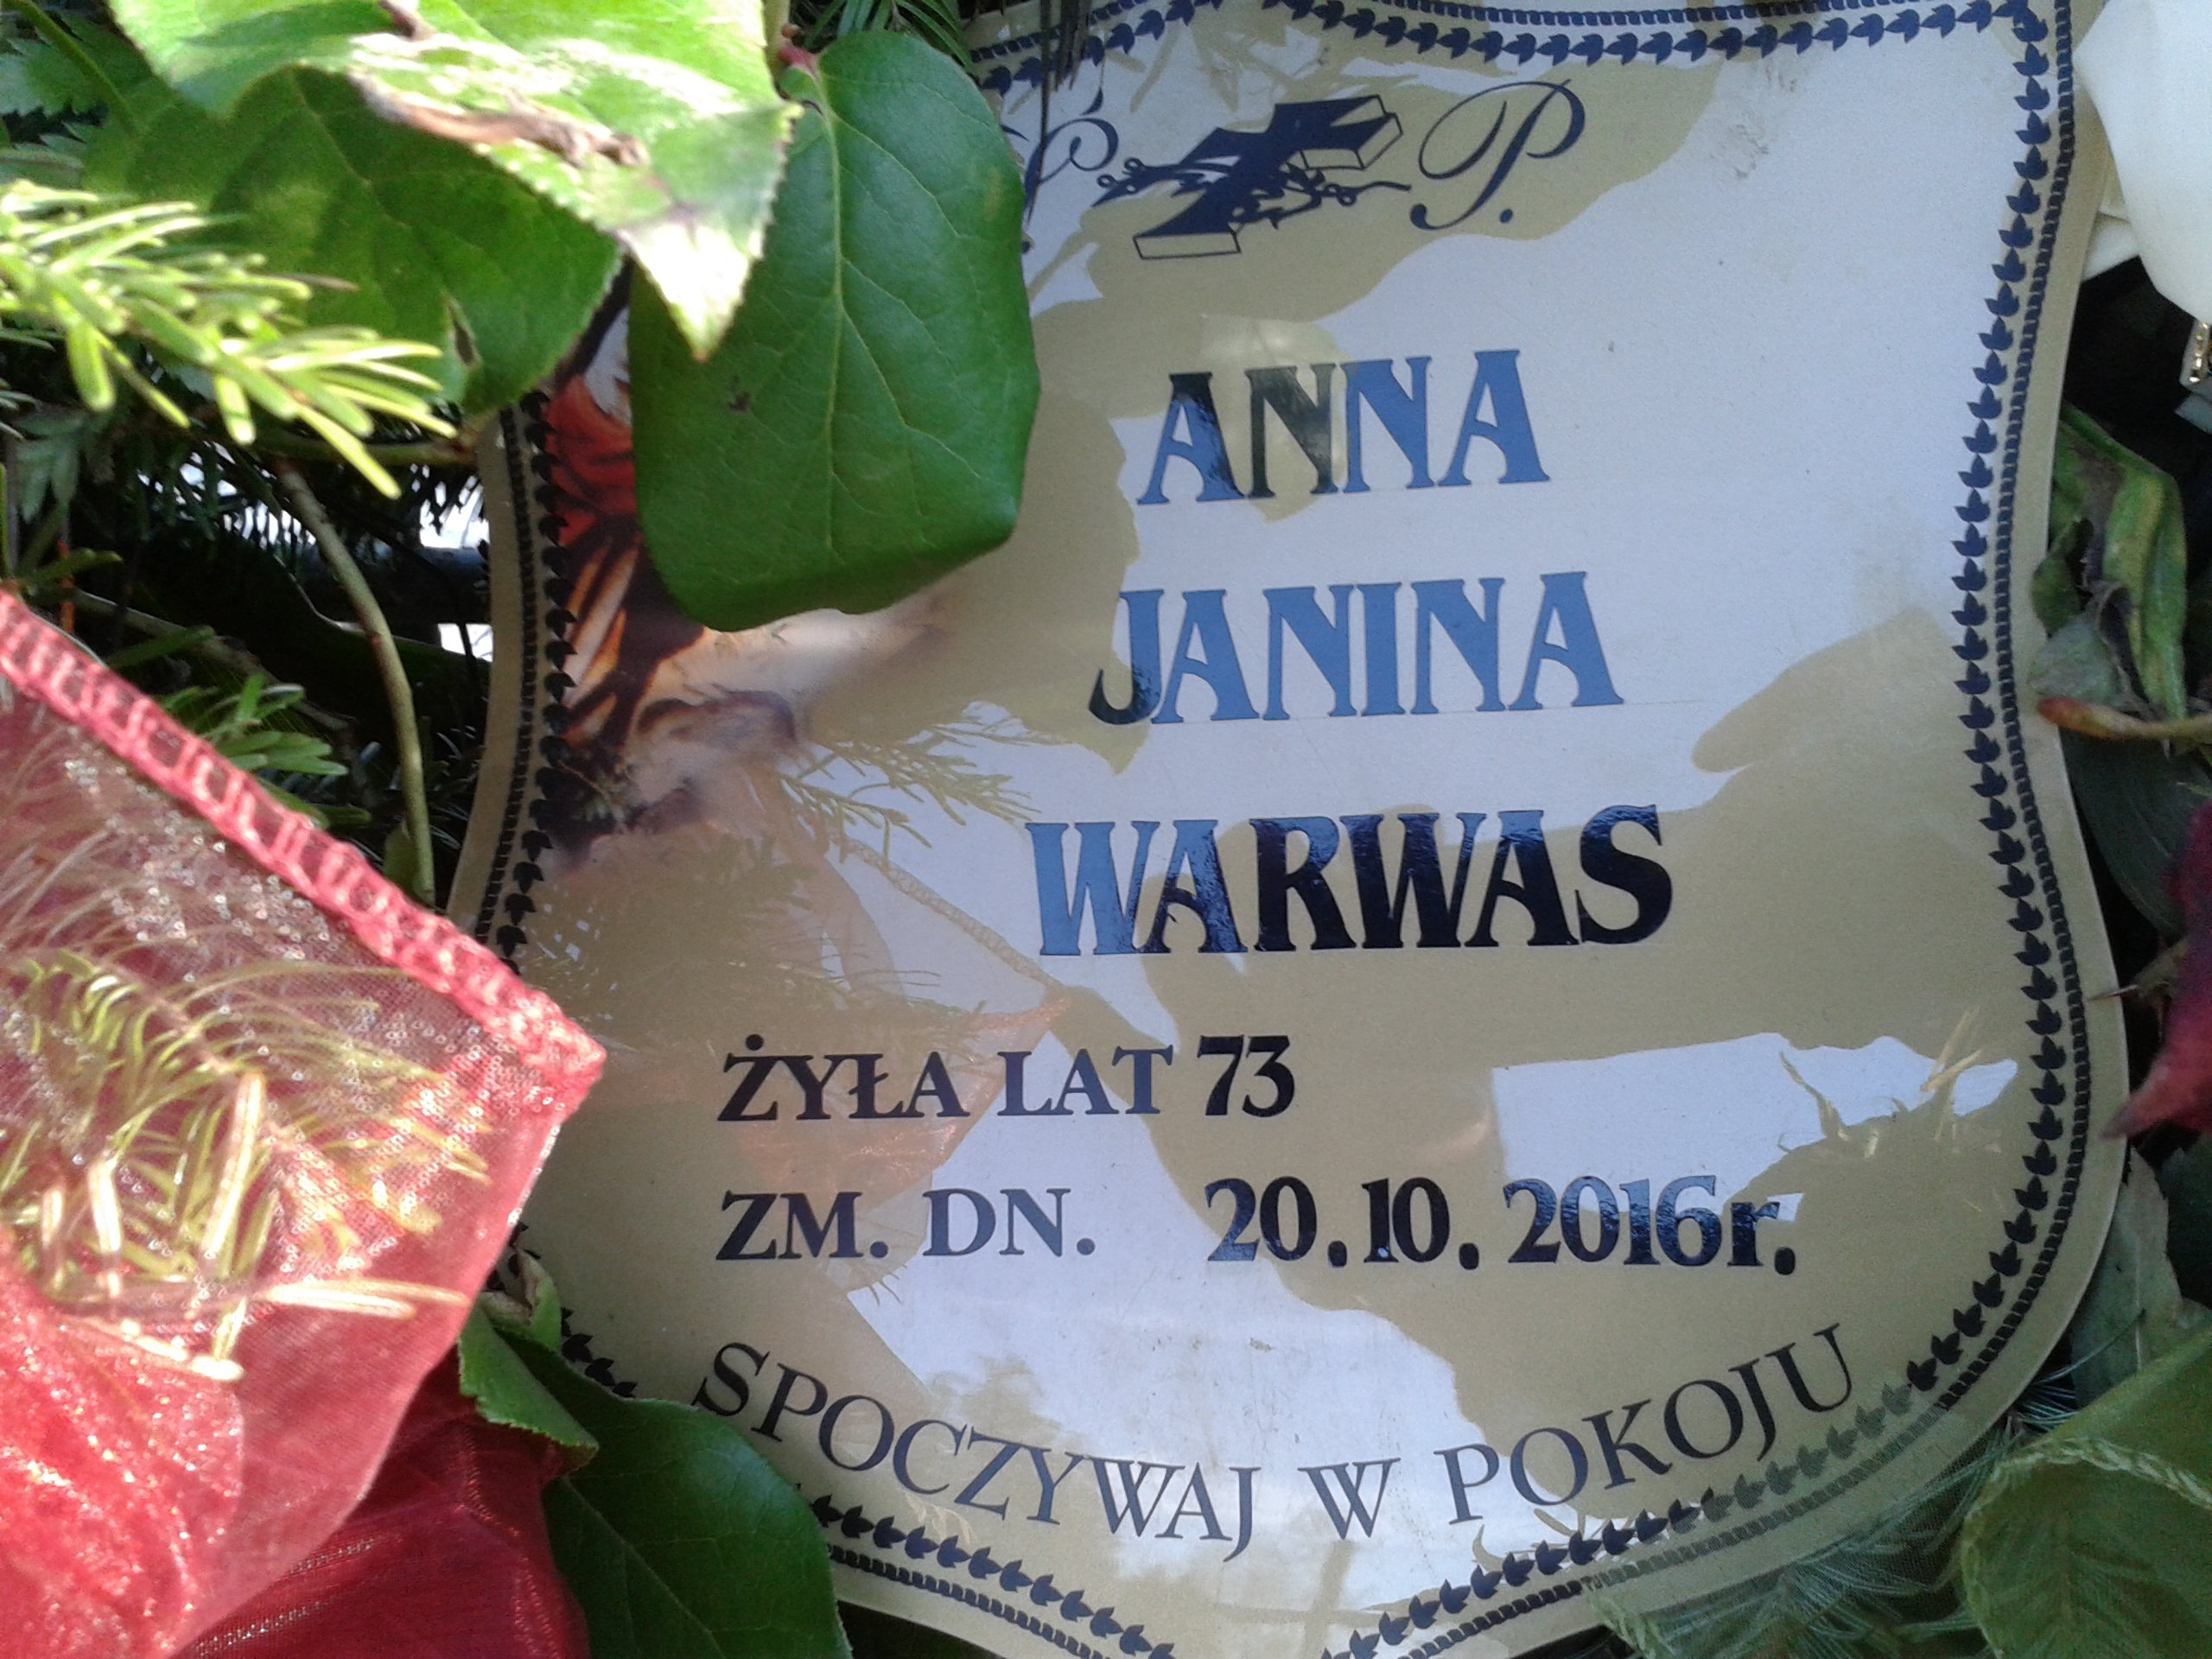 Ś. P.
ANNA
JANINA
WARWAS
ŻYŁA LAT 73
ZM. DN. 20.10.2016r.
SPOCZYWAJ W POKOJU